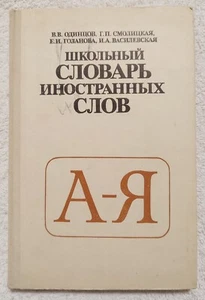 В.В. ОДИНЦОВ, Г.П. СМОЛИЦКАЯ,
Е.И. ГОЛАНОВА, И.А. ВАСИЛЕВСКАЯ
ШКОЛЬНЫЙ
СЛОВАРЬ
ИНОСТРАННЫХ
СЛОВ
А-Я